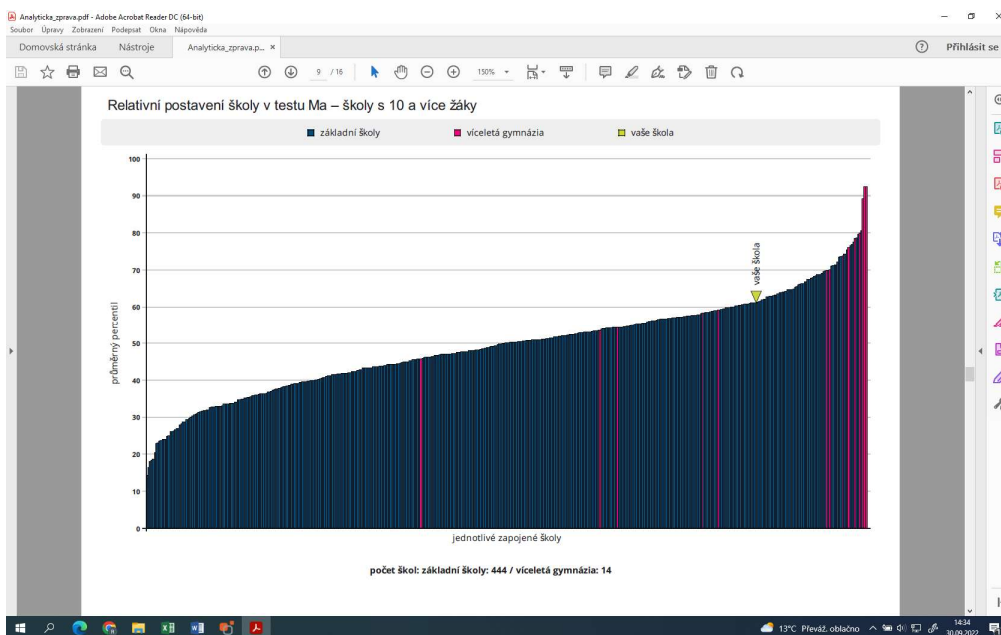 Analyticka_zprava.pdf - Adobe Acrobat Reader DC (64-bit)
Soubor Úpravy Zobrazení Podepsat Okna Nápověda
Domovská stránka Nástroje Analyticka_zprava.p... × Přihlásit se
9 / 16 150%
Relativní postavení školy v testu Ma – školy s 10 a více žáky
základní školy víceletá gymnázia vaše škola
100
90
80
vaše škola
70
60
50
průměrný percentil
40
30
20
10
0
jednotlivé zapojené školy
počet škol: základní školy: 444 / víceletá gymnázia: 14
13°C Převáž. oblačno 14:34
30.09.2022